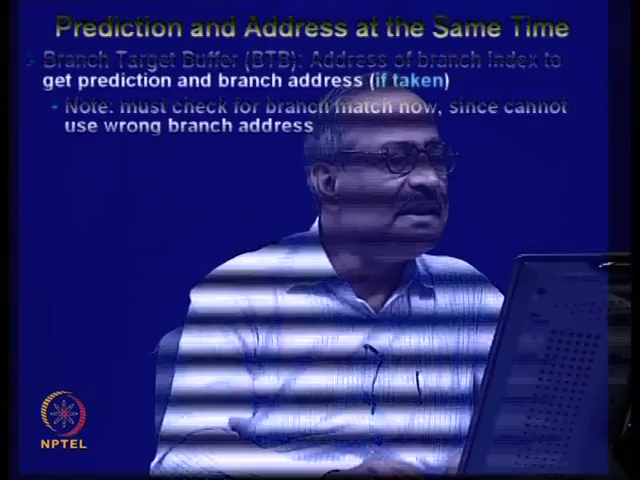 Prediction and Address at the Same Time
Branch Target Buffer (BTB): Address of branch index to
get prediction and branch address (if taken)
- Note: must check for branch match now, since cannot
use wrong branch address
NPTEL